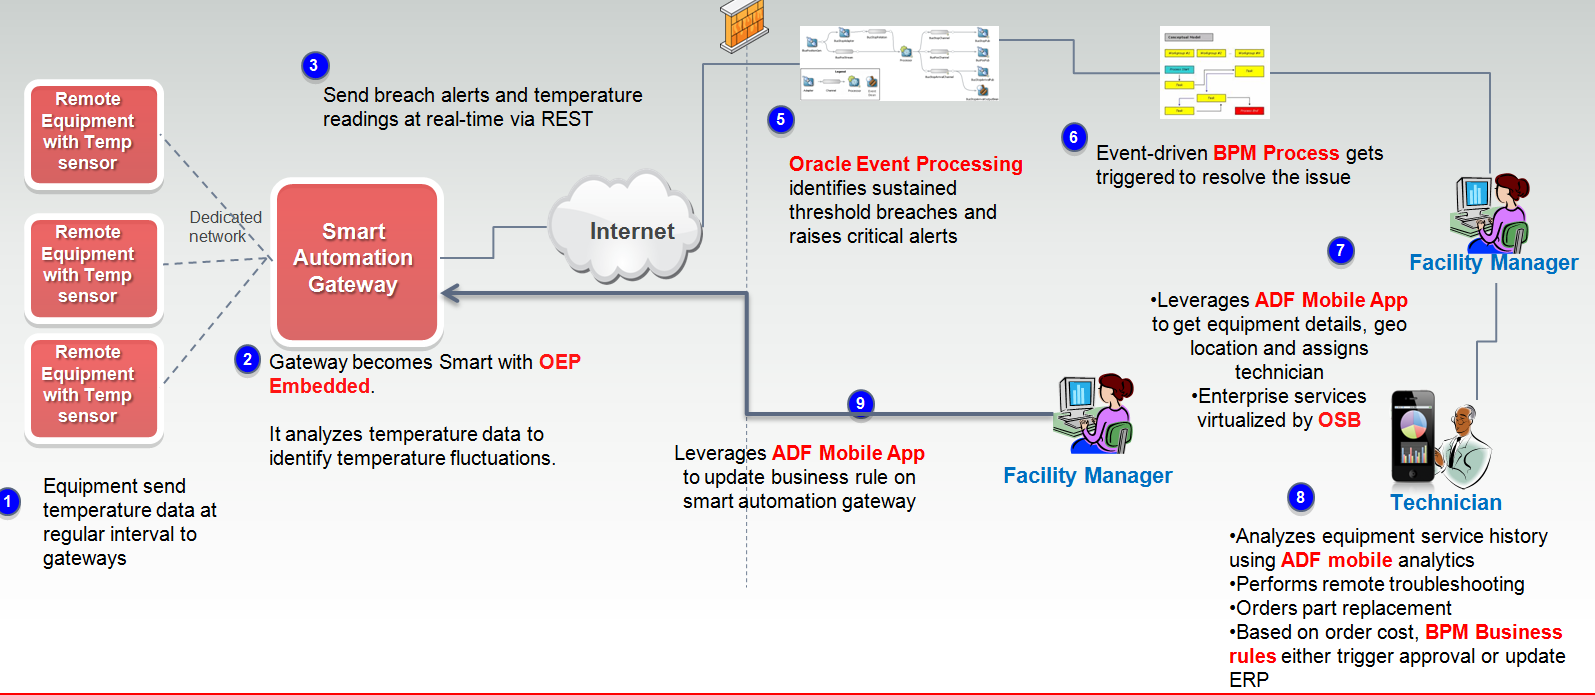 Remote
Equipment
with Temp
sensor
Remote
Equipment
with Temp
sensor
Remote
Equipment
with Temp
sensor
Dedicated
network
1
Equipment send
temperature data at
regular interval to
gateways
Smart
Automation
Gateway
2
Gateway becomes Smart with OEP
Embedded.
It analyzes temperature data to
identify temperature fluctuations.
3
Send breach alerts and temperature
readings at real-time via REST
Internet
5
Oracle Event Processing
identifies sustained
threshold breaches and
raises critical alerts
Conceptual Model
6
Event-driven BPM Process gets
triggered to resolve the issue
Facility Manager
7
•Leverages ADF Mobile App
to get equipment details, geo
location and assigns
technician
•Enterprise services
virtualized by OSB
Technician
8
•Analyzes equipment service history
using ADF mobile analytics
•Performs remote troubleshooting
•Orders part replacement
•Based on order cost, BPM Business
rules either trigger approval or update
ERP
9
Leverages ADF Mobile App
to update business rule on
smart automation gateway
Facility Manager